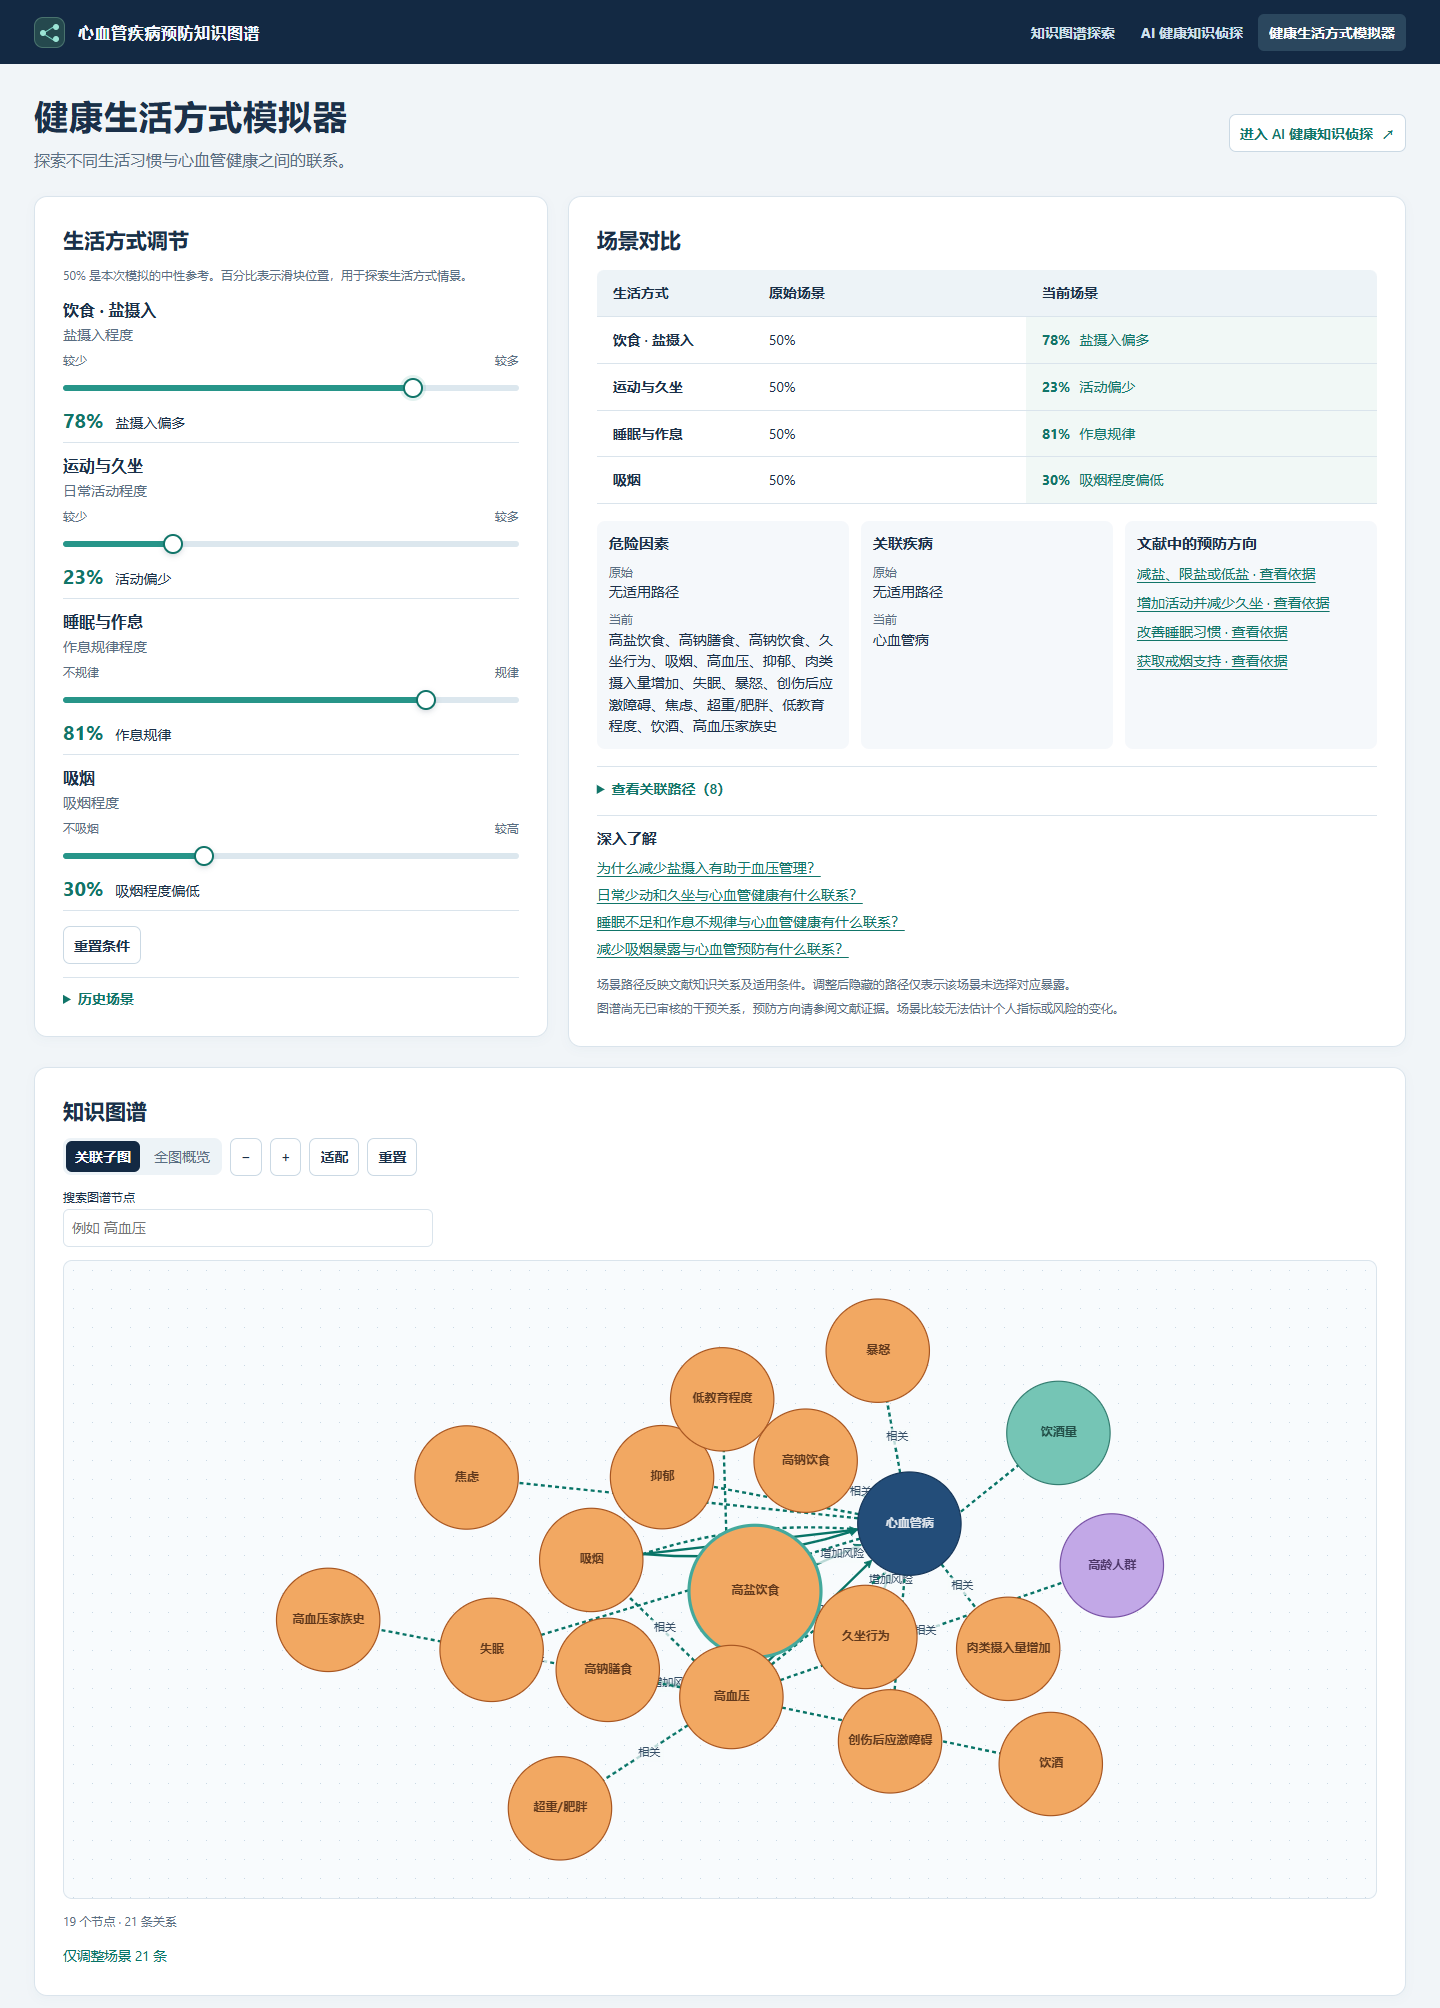 心血管疾病预防知识图谱
知识图谱探索
AI 健康知识侦探
健康生活方式模拟器
健康生活方式模拟器
探索不同生活习惯与心血管健康之间的联系。
进入 AI 健康知识侦探 ↗
生活方式调节
50% 是本次模拟的中性参考。百分比表示滑块位置，用于探索生活方式情景。
饮食 · 盐摄入
盐摄入程度
较少 较多
78% 盐摄入偏多
运动与久坐
日常活动程度
较少 较多
23% 活动偏少
睡眠与作息
作息规律程度
不规律 规律
81% 作息规律
吸烟
吸烟程度
不吸烟 较高
30% 吸烟程度偏低
重置条件
▶ 历史场景
场景对比
生活方式 原始场景 当前场景
饮食 · 盐摄入 50% 78% 盐摄入偏多
运动与久坐 50% 23% 活动偏少
睡眠与作息 50% 81% 作息规律
吸烟 50% 30% 吸烟程度偏低
危险因素
原始
无适用路径
当前
高盐饮食、高钠膳食、高钠饮食、久
坐行为、吸烟、高血压、抑郁、肉类
摄入量增加、失眠、暴怒、创伤后应
激障碍、焦虑、超重/肥胖、低教育
程度、饮酒、高血压家族史
关联疾病
原始
无适用路径
当前
心血管病
文献中的预防方向
减盐、限盐或低盐 · 查看依据
增加活动并减少久坐 · 查看依据
改善睡眠习惯 · 查看依据
获取戒烟支持 · 查看依据
▶ 查看关联路径（8）
深入了解
为什么减少盐摄入有助于血压管理？
日常少动和久坐与心血管健康有什么联系？
睡眠不足和作息不规律与心血管健康有什么联系？
减少吸烟暴露与心血管预防有什么联系？
场景路径反映文献知识关系及适用条件。调整后隐藏的路径仅表示该场景未选择对应暴露。
图谱尚无已审核的干预关系，预防方向请参阅文献证据。场景比较无法估计个人指标或风险的变化。
知识图谱
关联子图 全图概览 − + 适配 重置
搜索图谱节点
例如 高血压
暴怒
低教育程度
饮酒量
相关
高钠饮食
焦虑
抑郁
相关
心血管病
增加风险
吸烟
高龄人群
增加风险
相关
高盐饮食
高血压家族史
相关
相关
久坐行为
失眠
肉类摄入量增加
高钠膳食
增加风
高血压
创伤后应激障碍
相关
饮酒
超重/肥胖
19 个节点 · 21 条关系
仅调整场景 21 条